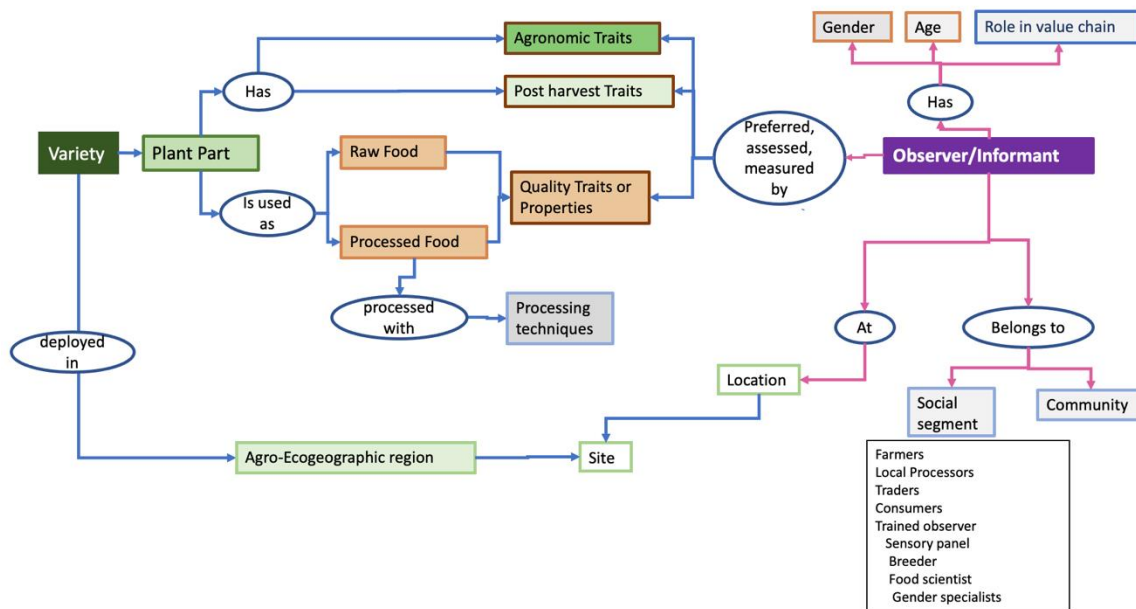 Gender
Age
Role in value chain
Agronomic Traits
Has
Has
Post harvest Traits
Preferred,
assessed,
measured
by
Variety
Plant Part
Raw Food
Observer/Informant
Is used
as
Quality Traits or
Properties
Processed Food
processed
with
Processing
techniques
deployed
in
At
Belongs to
Location
Social
segment
Community
Agro-Ecogeographic region
Site
Farmers
Local Processors
Traders
Consumers
Trained observer
Sensory panel
Breeder
Food scientist
Gender specialists